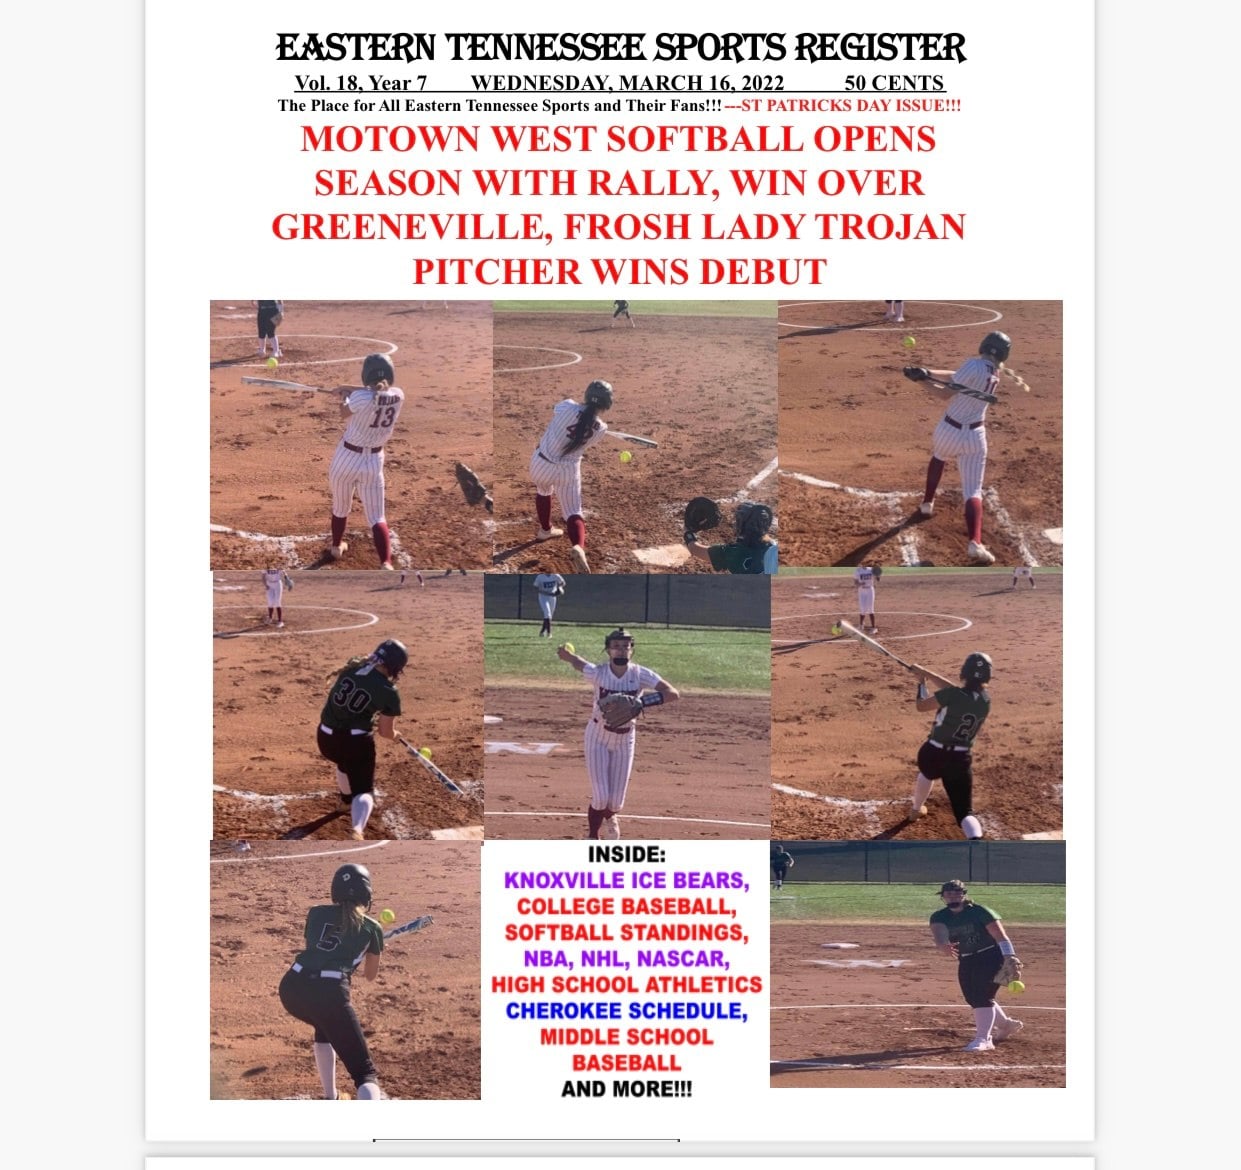 EASTERN TENNESSEE SPORTS REGISTER
Vol. 18, Year 7 WEDNESDAY, MARCH 16, 2022 50 CENTS
The Place for All Eastern Tennessee Sports and Their Fans!!! ---ST PATRICKS DAY ISSUE!!!
MOTOWN WEST SOFTBALL OPENS
SEASON WITH RALLY, WIN OVER
GREENEVILLE, FROSH LADY TROJAN
PITCHER WINS DEBUT
13
30
2
5
INSIDE:
KNOXVILLE ICE BEARS,
COLLEGE BASEBALL,
SOFTBALL STANDINGS,
NBA, NHL, NASCAR,
HIGH SCHOOL ATHLETICS
CHEROKEE SCHEDULE,
MIDDLE SCHOOL
BASEBALL
AND MORE!!!